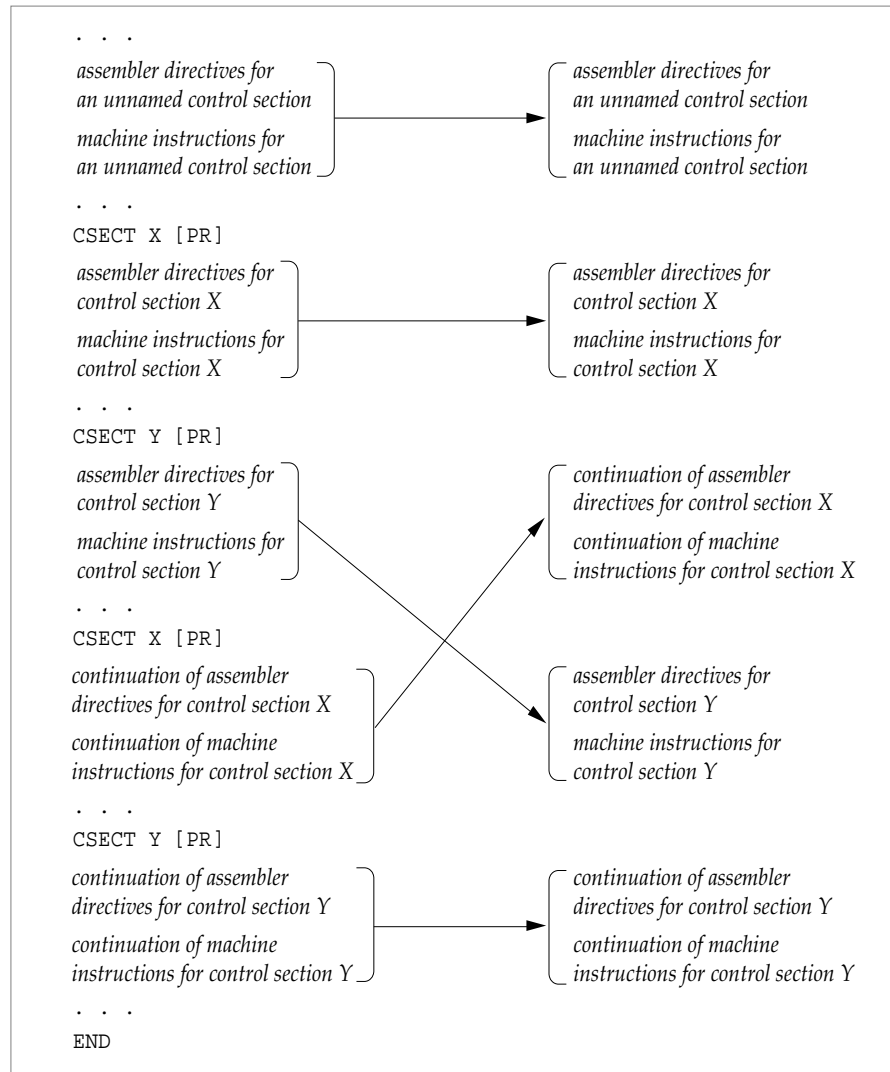 . . .
assembler directives for
an unnamed control section
machine instructions for
an unnamed control section
assembler directives for
an unnamed control section
machine instructions for
an unnamed control section
. . .
CSECT X [PR]
assembler directives for
control section X
machine instructions for
control section X
assembler directives for
control section X
machine instructions for
control section X
. . .
CSECT Y [PR]
assembler directives for
control section Y
machine instructions for
control section Y
continuation of assembler
directives for control section X
continuation of machine
instructions for control section X
. . .
CSECT X [PR]
continuation of assembler
directives for control section X
continuation of machine
instructions for control section X
assembler directives for
control section Y
machine instructions for
control section Y
. . .
CSECT Y [PR]
continuation of assembler
directives for control section Y
continuation of machine
instructions for control section Y
continuation of assembler
directives for control section Y
continuation of machine
instructions for control section Y
. . .
END